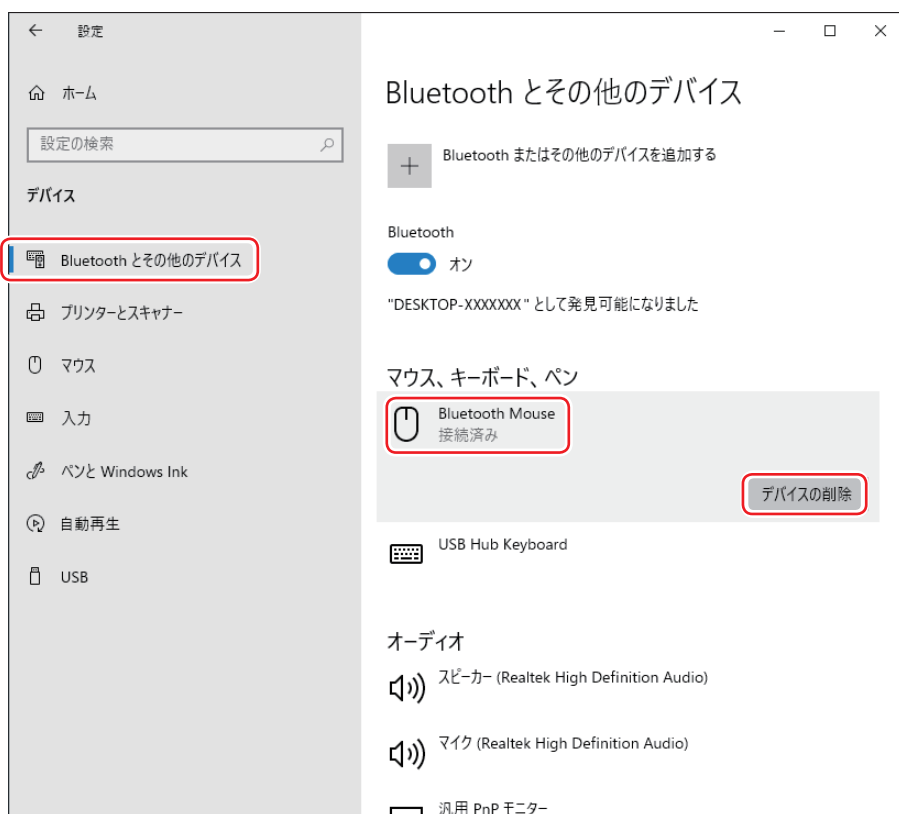 設定
ホーム
設定の検索
デバイス
Bluetooth とその他のデバイス
プリンターとスキャナー
マウス
入力
ペンと Windows Ink
自動再生
USB
Bluetooth とその他のデバイス
Bluetooth またはその他のデバイスを追加する
Bluetooth
オン
"DESKTOP-XXXXXXX" として発見可能になりました
マウス、キーボード、ペン
Bluetooth Mouse
接続済み
デバイスの削除
USB Hub Keyboard
オーディオ
スピーカー (Realtek High Definition Audio)
マイク (Realtek High Definition Audio)
汎用 PnP モニター